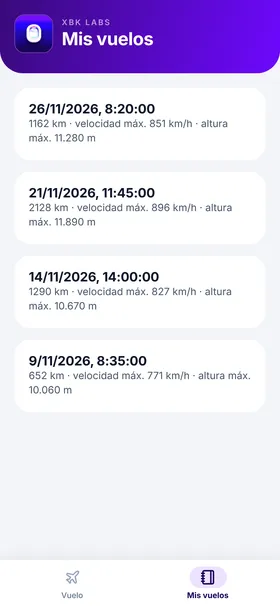 XBK LABS
Mis vuelos
26/11/2026, 8:20:00
1162 km · velocidad máx. 851 km/h · altura
máx. 11.280 m
21/11/2026, 11:45:00
2128 km · velocidad máx. 896 km/h · altura
máx. 11.890 m
14/11/2026, 14:00:00
1290 km · velocidad máx. 827 km/h · altura
máx. 10.670 m
9/11/2026, 8:35:00
652 km · velocidad máx. 771 km/h · altura máx.
10.060 m
Vuelo
Mis vuelos